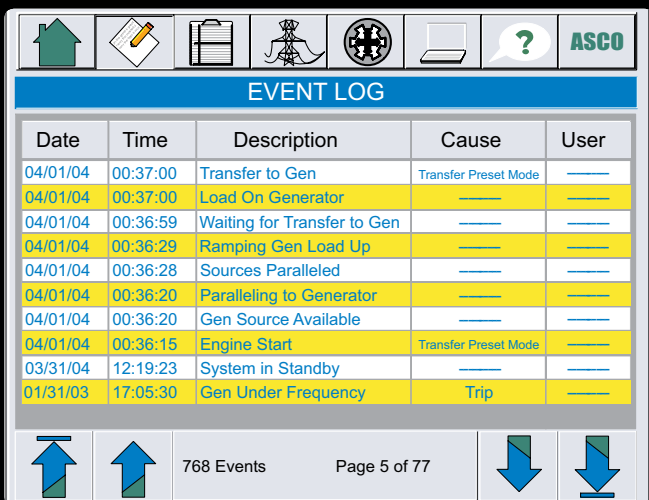 ? ASCO
EVENT LOG
Date Time Description Cause User
04/01/04 00:37:00 Transfer to Gen Transfer Preset Mode ——
04/01/04 00:37:00 Load On Generator —— ——
04/01/04 00:36:59 Waiting for Transfer to Gen —— ——
04/01/04 00:36:29 Ramping Gen Load Up —— ——
04/01/04 00:36:28 Sources Paralleled —— ——
04/01/04 00:36:20 Paralleling to Generator —— ——
04/01/04 00:36:20 Gen Source Available —— ——
04/01/04 00:36:15 Engine Start Transfer Preset Mode ——
03/31/04 12:19:23 System in Standby —— ——
01/31/03 17:05:30 Gen Under Frequency Trip ——
768 Events Page 5 of 77